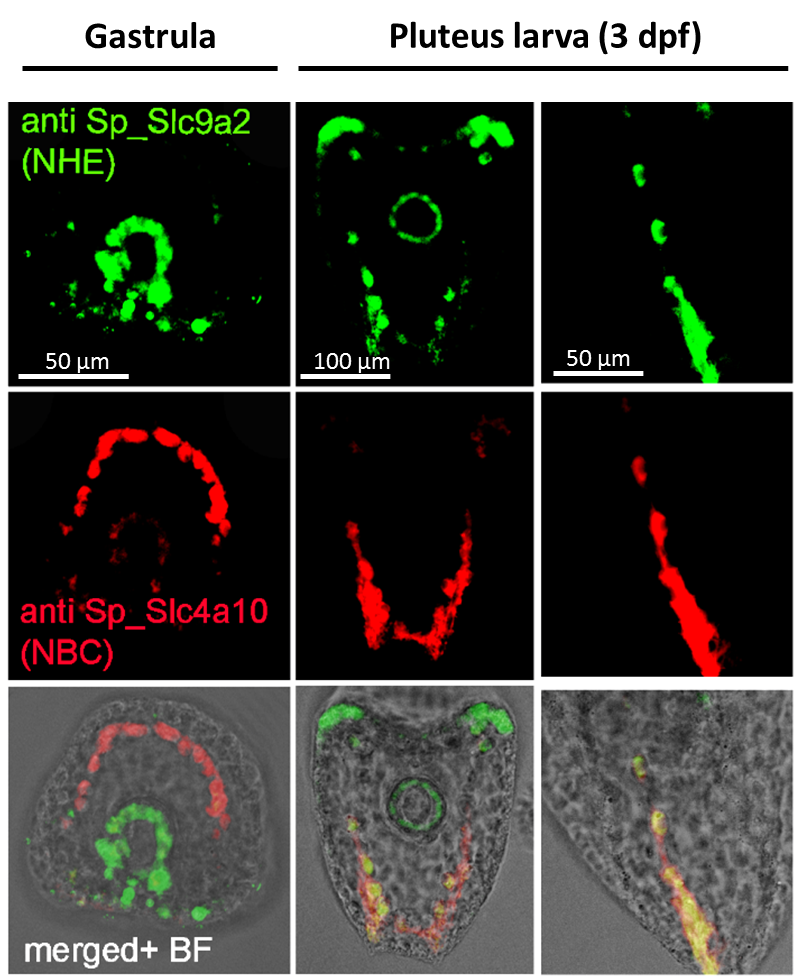 Gastrula
Pluteus larva (3 dpf)
anti Sp_Slc9a2
(NHE)
50 µm
100 µm
50 µm
anti Sp_Slc4a10
(NBC)
merged+ BF